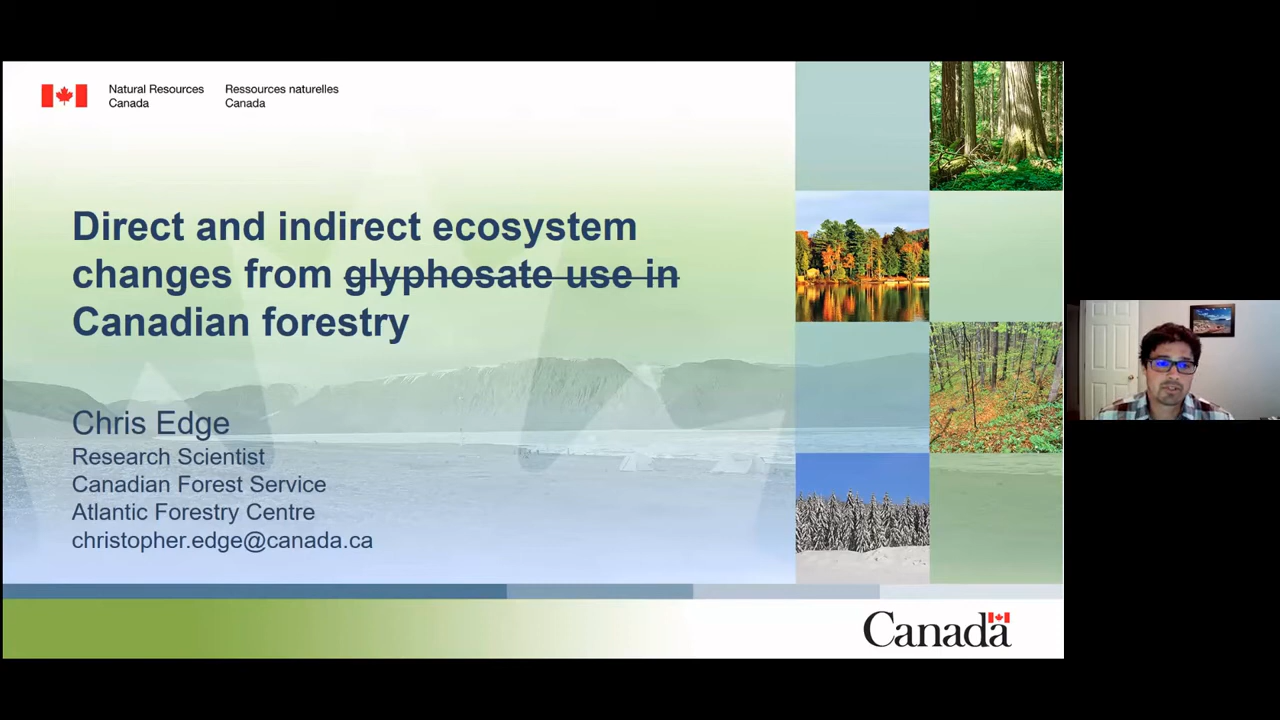 Natural Resources
Canada
Ressources naturelles
Canada
Direct and indirect ecosystem
changes from glyphosate use in
Canadian forestry
Chris Edge
Research Scientist
Canadian Forest Service
Atlantic Forestry Centre
christopher.edge@canada.ca
Canada